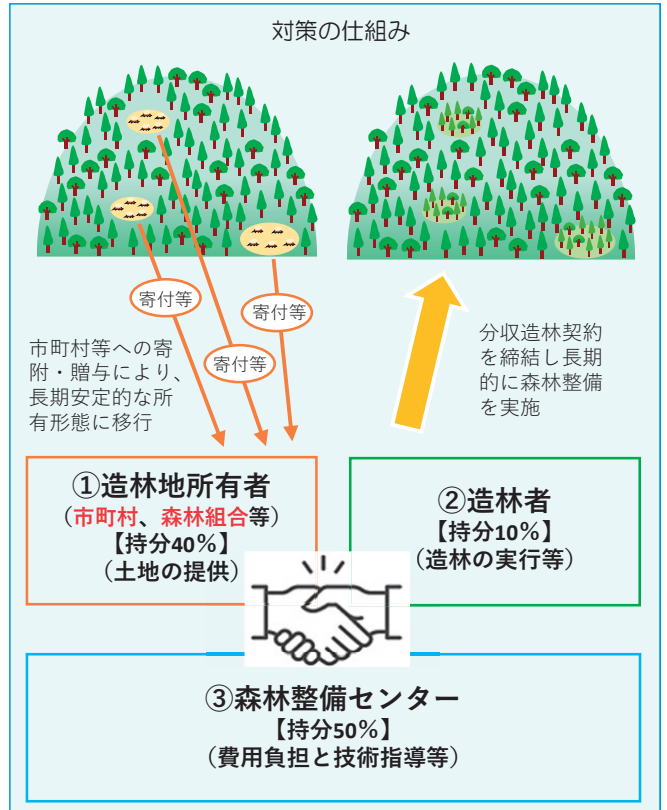 対策の仕組み
寄付等
寄付等
寄付等
市町村等への寄
附・贈与により、
長期安定的な所
有形態に移行
分収造林契約
を締結し長期
的に森林整備
を実施
①造林地所有者
（市町村、森林組合等）
【持分40％】
（土地の提供）
②造林者
【持分10％】
（造林の実行等）
③森林整備センター
【持分50％】
（費用負担と技術指導等）